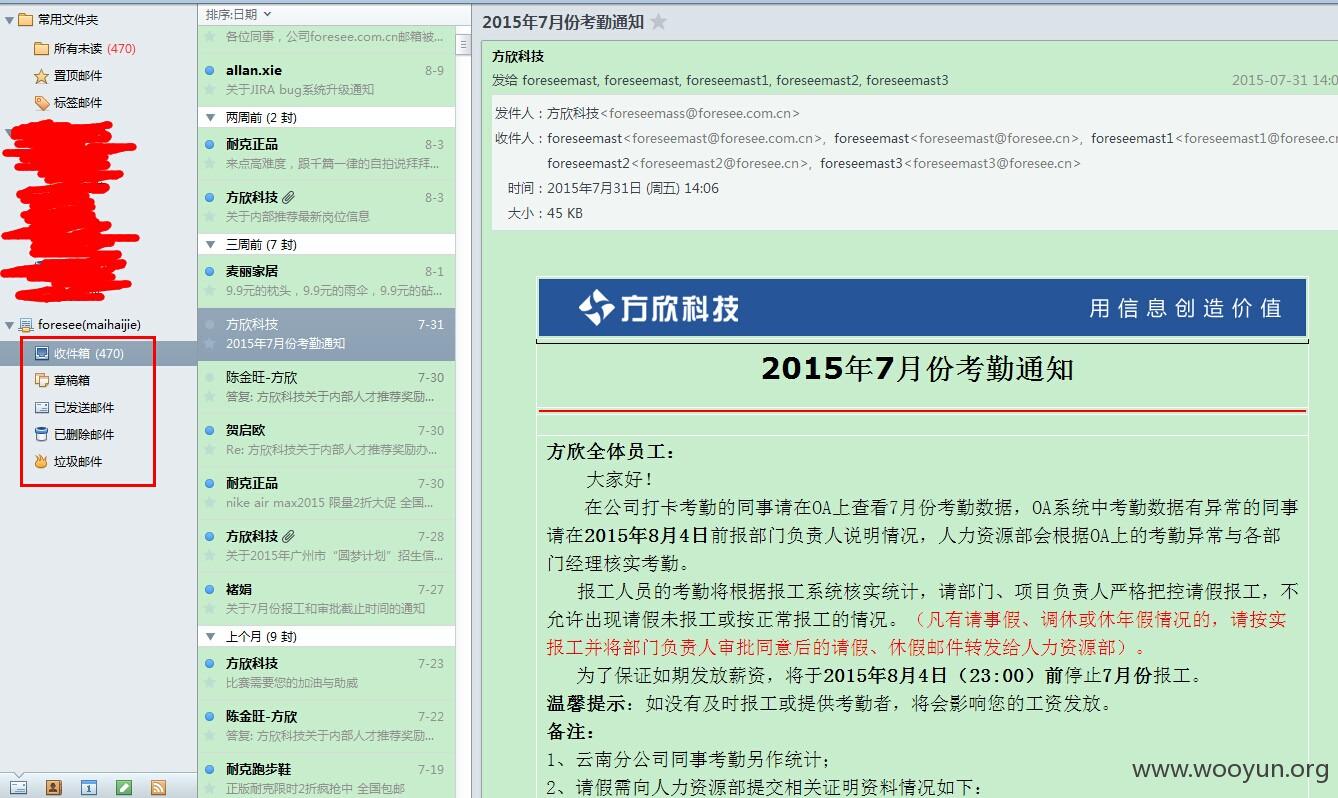 常用文件夹
所有未读 (470)
置顶邮件
标签邮件
foresee(maihaijie)
收件箱 (470)
草稿箱
已发送邮件
已删除邮件
垃圾邮件
排序:日期
各位同事，公司foresee.com.cn邮箱被...
allan.xie 8-9
关于JIRA bug系统升级通知
两周前 (2 封)
耐克正品 8-3
来点高难度，跟千篇一律的自拍说拜拜...
方欣科技 8-3
关于内部推荐最新岗位信息
三周前 (7 封)
麦丽家居 8-1
9.9元的枕头，9.9元的雨伞，9.9元的砧...
方欣科技 7-31
2015年7月份考勤通知
陈金旺-方欣 7-30
答复: 方欣科技关于内部人才推荐奖励...
贺启欧 7-30
Re: 方欣科技关于内部人才推荐奖励办...
耐克正品 7-30
nike air max2015 限量2折大促 全国...
方欣科技 7-28
关于2015年广州市“圆梦计划”招生信...
褚娟 7-27
关于7月份报工和审批截止时间的通知
上个月 (9 封)
方欣科技 7-23
比赛需要您的加油与助威
陈金旺-方欣 7-22
答复: 方欣科技关于内部人才推荐奖励...
耐克跑步鞋 7-19
正版耐克限时2折疯抢中 全国包邮
2015年7月份考勤通知
方欣科技
发给 foreseemast, foreseemast, foreseemast1, foreseemast2, foreseemast3 2015-07-31 14:0
发件人：方欣科技<foreseemass@foresee.com.cn>
收件人：foreseemast<foreseemast@foresee.com.cn>, foreseemast<foreseemast@foresee.cn>, foreseemast1<foreseemast1@foresee.c
foreseemast2<foreseemast2@foresee.cn>, foreseemast3<foreseemast3@foresee.cn>
时间：2015年7月31日 (周五) 14:06
大小：45 KB
方欣科技 用信息创造价值
2015年7月份考勤通知
方欣全体员工：
大家好！
在公司打卡考勤的同事请在OA上查看7月份考勤数据，OA系统中考勤数据有异常的同事
请在2015年8月4日前报部门负责人说明情况，人力资源部会根据OA上的考勤异常与各部
门经理核实考勤。
报工人员的考勤将根据报工系统核实统计，请部门、项目负责人严格把控请假报工，不
允许出现请假未报工或按正常报工的情况。（凡有请事假、调休或休年假情况的，请按实
报工并将部门负责人审批同意后的请假、休假邮件转发给人力资源部）。
为了保证如期发放薪资，将于2015年8月4日（23:00）前停止7月份报工。
温馨提示：如没有及时报工或提供考勤者，将会影响您的工资发放。
备注：
1、云南分公司同事考勤另作统计；
2、请假需向人力资源部提交相关证明资料情况如下：
www.wooyun.org